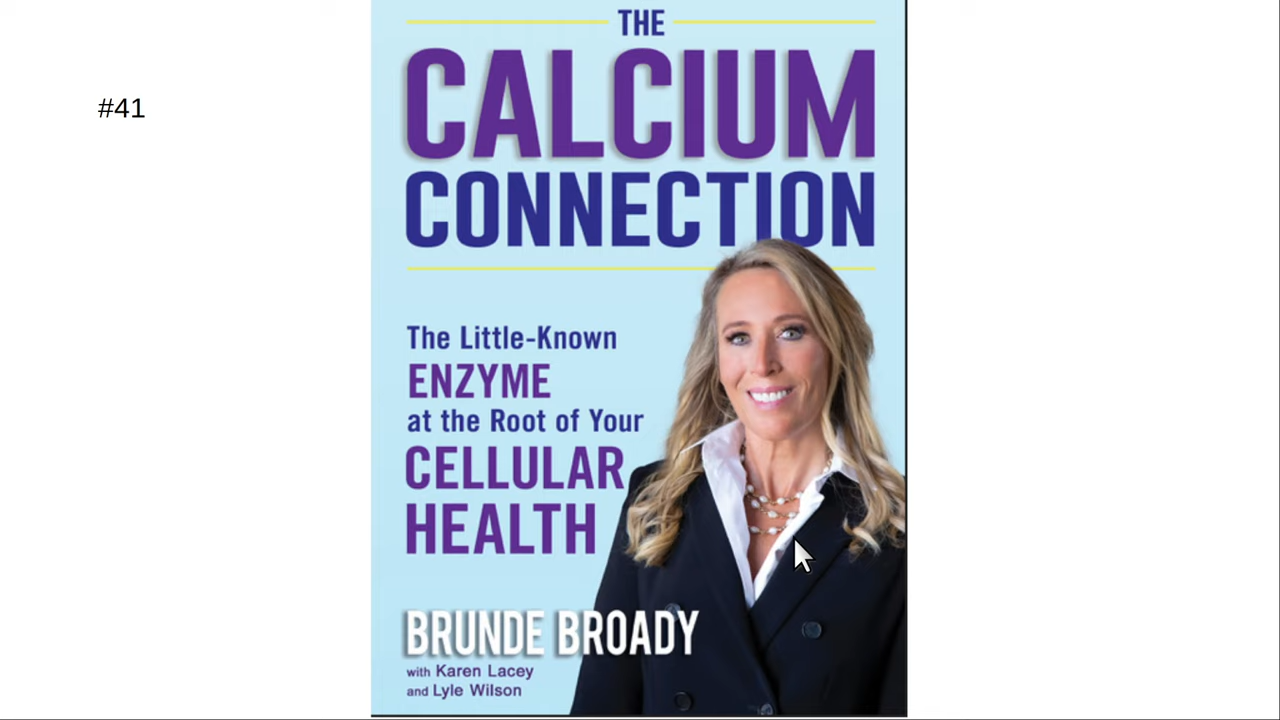 #41
THE
CALCIUM
CONNECTION
The Little-Known
ENZYME
at the Root of Your
CELLULAR
HEALTH
BRUNDE BROADY
with Karen Lacey
and Lyle Wilson